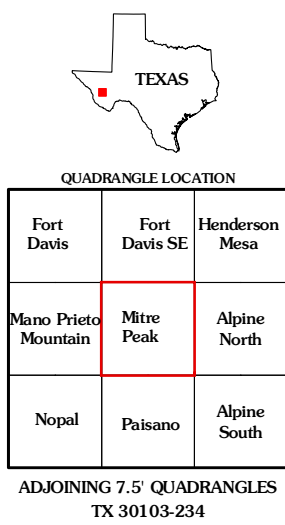 TEXAS
QUADRANGLE LOCATION
Fort Davis
Fort Davis SE
Henderson Mesa
Mano Prieto Mountain
Mitre Peak
Alpine North
Nopal
Paisano
Alpine South
ADJOINING 7.5' QUADRANGLES
TX 30103-234